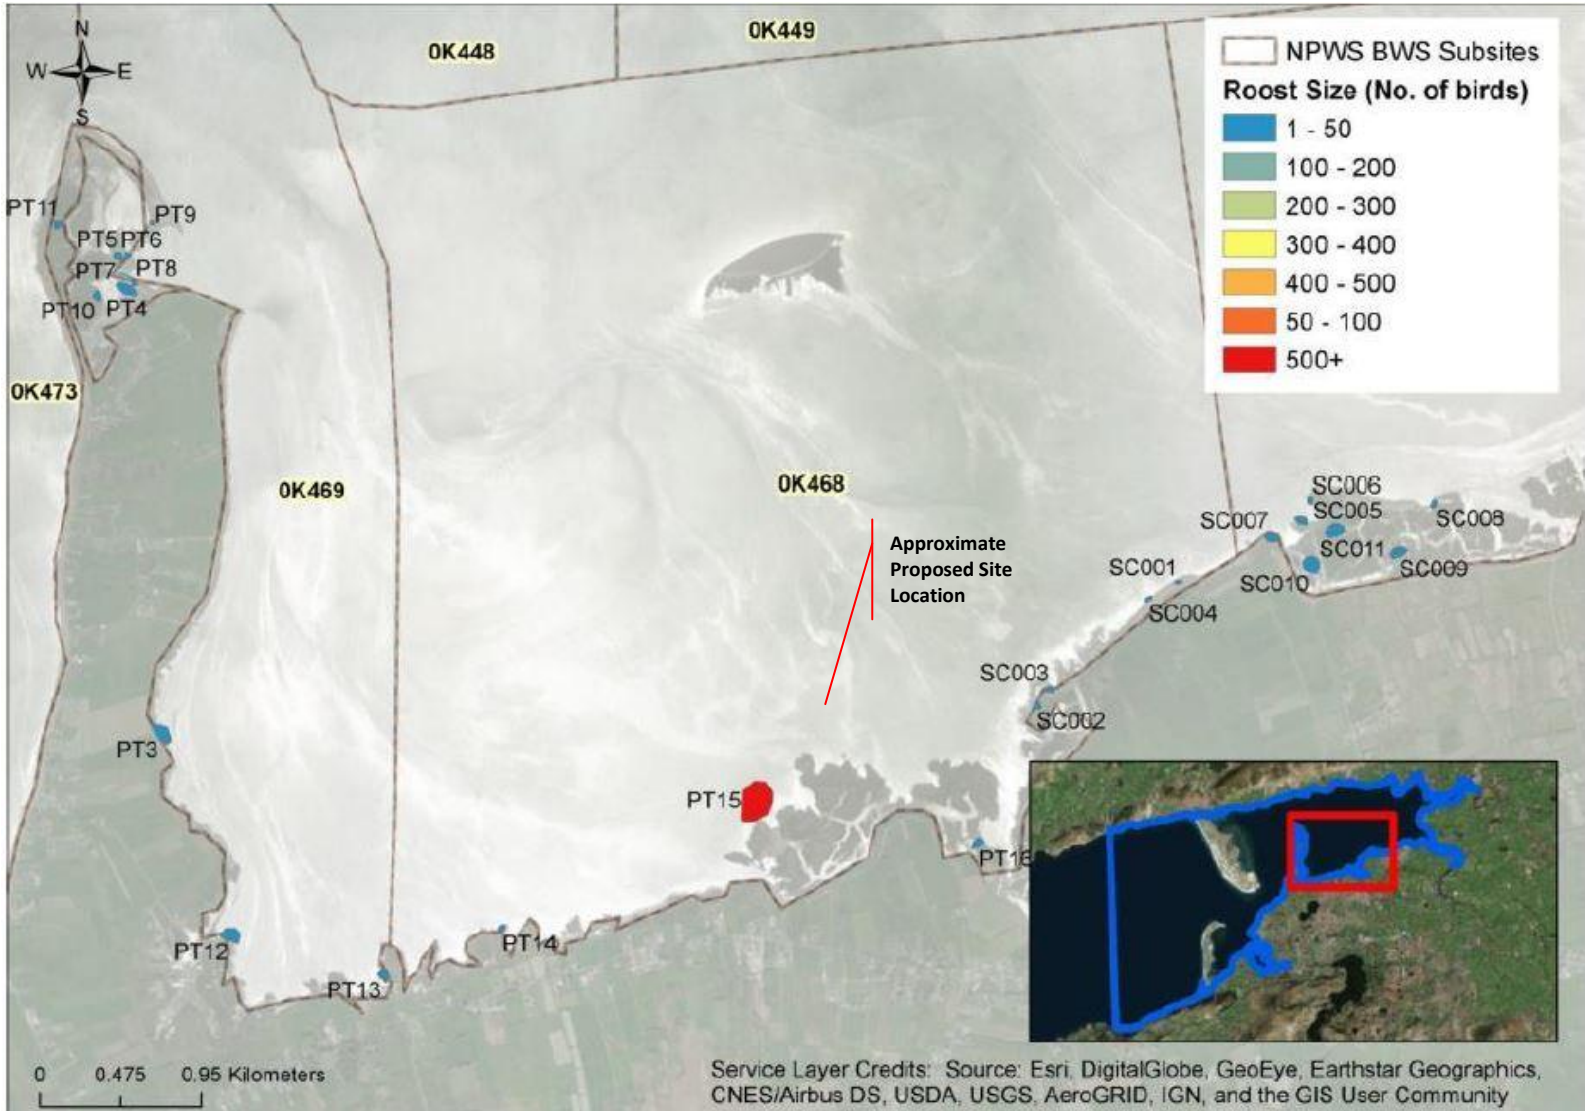 N
W E
S
0K448
0K449
NPWS BWS Subsites
Roost Size (No. of birds)
1 - 50
100 - 200
200 - 300
300 - 400
400 - 500
50 - 100
500+
PT11
PT9
PT5 PT6
PT7 PT8
PT10 PT4
0K473
0K469
0K468
Approximate
Proposed Site
Location
SC006
SC005
SC008
SC007
SC011
SC009
SC010
SC001
SC004
SC003
SC002
PT3
PT15
PT16
PT12
PT14
PT13
0 0.475 0.95 Kilometers
Service Layer Credits: Source: Esri, DigitalGlobe, GeoEye, Earthstar Geographics,
CNES/Airbus DS, USDA, USGS, AeroGRID, IGN, and the GIS User Community